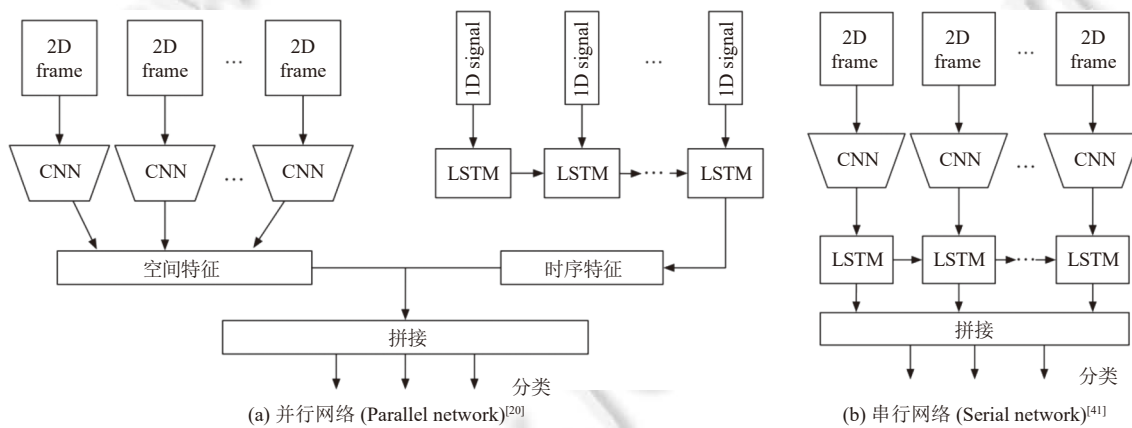 2D
frame
2D
frame
...
2D
frame
CNN
CNN
...
CNN
空间特征
1D signal
1D signal
...
1D signal
LSTM
LSTM
...
LSTM
时序特征
拼接
分类
(a) 并行网络 (Parallel network)[20]
2D
frame
2D
frame
...
2D
frame
CNN
CNN
...
CNN
LSTM
LSTM
...
LSTM
拼接
分类
(b) 串行网络 (Serial network)[41]